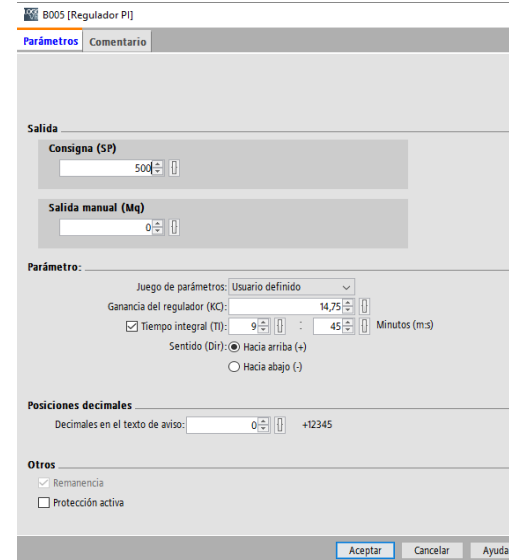 B005 [Regulador PI]
Parámetros Comentario
Salida
Consigna (SP)
500
Salida manual (Mq)
0
Parámetro:
Juego de parámetros: Usuario definido
Ganancia del regulador (KC): 14,75
Tiempo integral (TI): 9 : 45 Minutos (m:s)
Sentido (Dir): Hacia arriba (+)
Hacia abajo (-)
Posiciones decimales
Decimales en el texto de aviso: 0 +12345
Otros
Remanencia
Protección activa
Aceptar Cancelar Ayuda